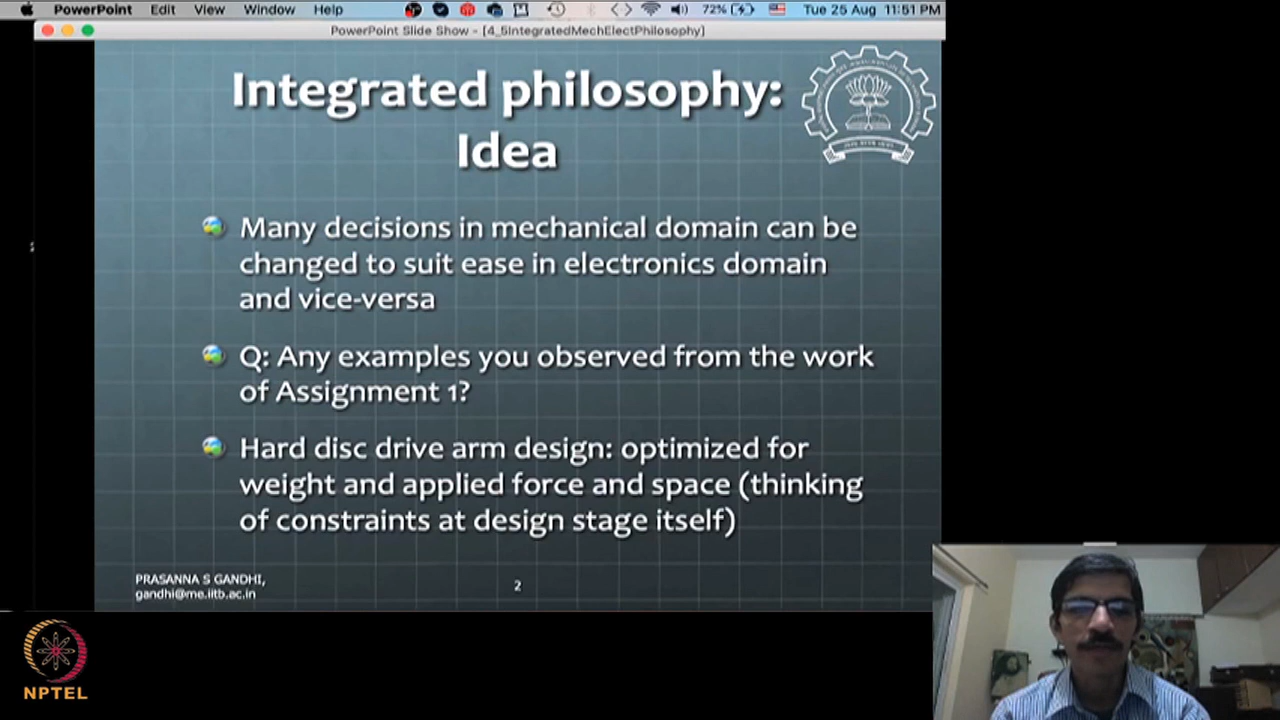 PowerPoint Edit View Window Help 72% Tue 25 Aug 11:51 PM
PowerPoint Slide Show - [4_5IntegratedMechElectPhilosophy]
Integrated philosophy:
Idea
Many decisions in mechanical domain can be
changed to suit ease in electronics domain
and vice-versa
Q: Any examples you observed from the work
of Assignment 1?
Hard disc drive arm design: optimized for
weight and applied force and space (thinking
of constraints at design stage itself)
PRASANNA S GANDHI,
gandhi@me.iitb.ac.in
2
NPTEL